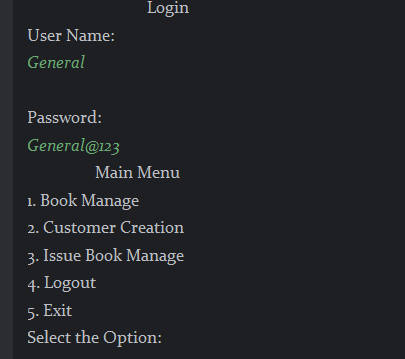 Login
User Name:
General
Password:
General@123
Main Menu
1. Book Manage
2. Customer Creation
3. Issue Book Manage
4. Logout
5. Exit
Select the Option: